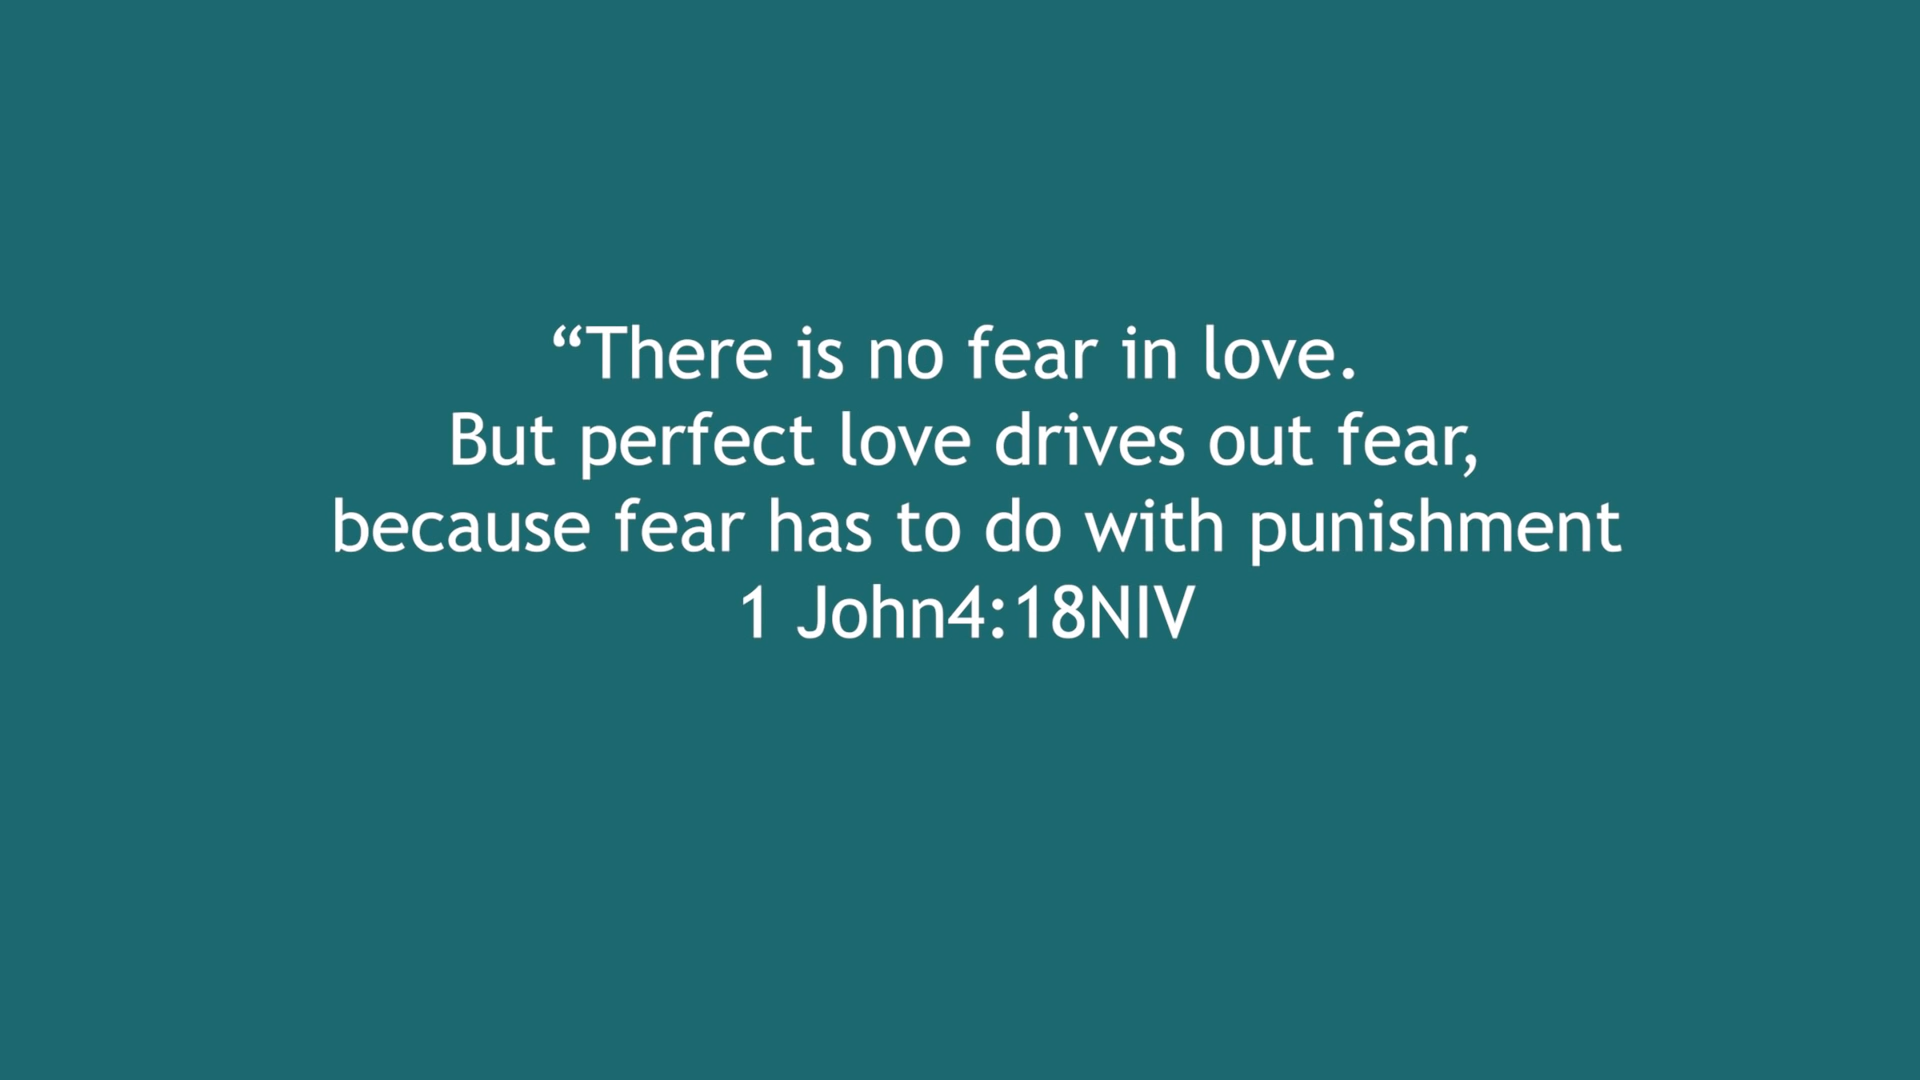 “There is no fear in love.
But perfect love drives out fear,
because fear has to do with punishment
1 John4:18NIV